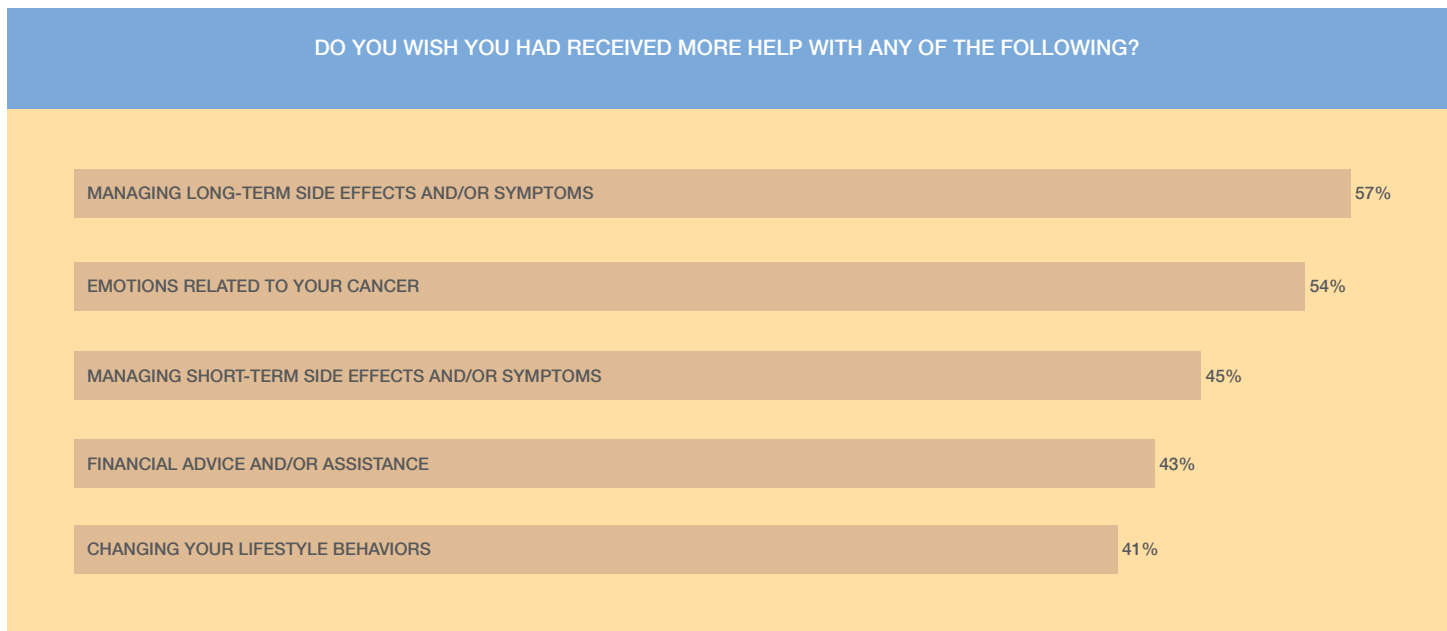 DO YOU WISH YOU HAD RECEIVED MORE HELP WITH ANY OF THE FOLLOWING?
MANAGING LONG-TERM SIDE EFFECTS AND/OR SYMPTOMS 57%
EMOTIONS RELATED TO YOUR CANCER 54%
MANAGING SHORT-TERM SIDE EFFECTS AND/OR SYMPTOMS 45%
FINANCIAL ADVICE AND/OR ASSISTANCE 43%
CHANGING YOUR LIFESTYLE BEHAVIORS 41%